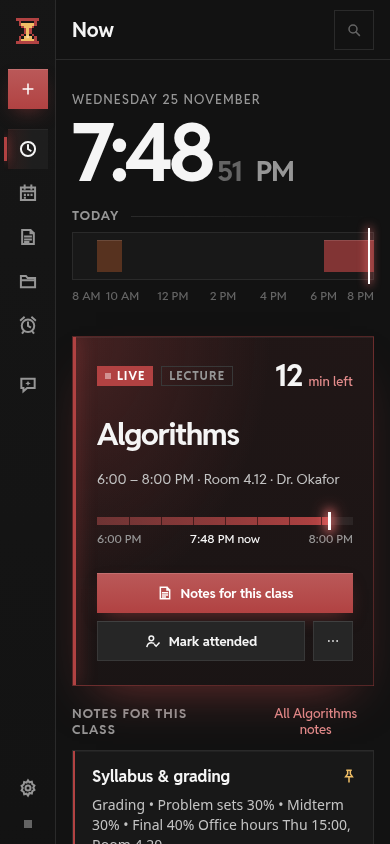 Now
WEDNESDAY 25 NOVEMBER
7:48 51 PM
TODAY
8 AM 10 AM 12 PM 2 PM 4 PM 6 PM 8 PM
LIVE LECTURE 12 min left
Algorithms
6:00 – 8:00 PM · Room 4.12 · Dr. Okafor
6:00 PM 7:48 PM now 8:00 PM
Notes for this class
Mark attended ...
NOTES FOR THIS CLASS
All Algorithms notes
Syllabus & grading
Grading • Problem sets 30% • Midterm
30% • Final 40% Office hours Thu 15:00,